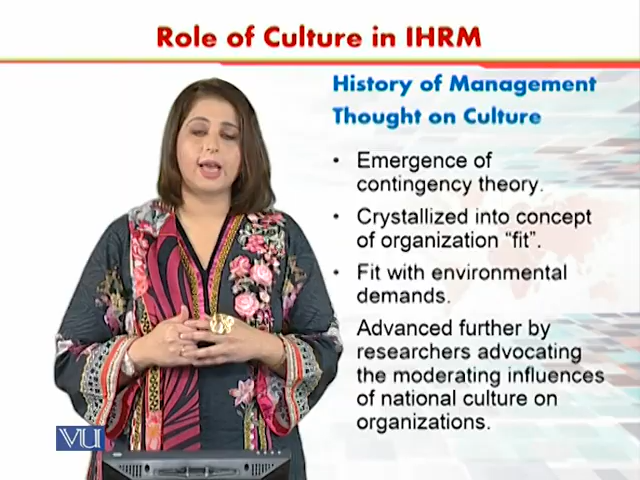 Role of Culture in IHRM
History of Management
Thought on Culture
• Emergence of
contingency theory.
• Crystallized into concept
of organization “fit”.
• Fit with environmental
demands.
Advanced further by
researchers advocating
the moderating influences
of national culture on
organizations.
VU